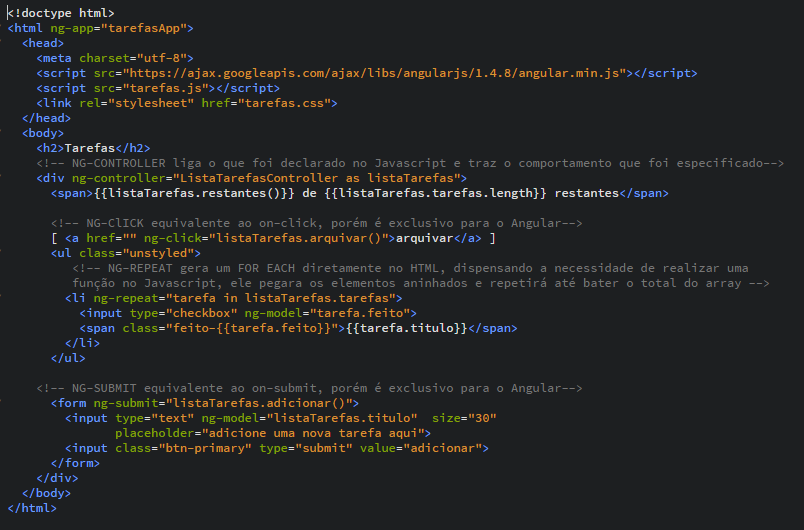 <!doctype html>
<html ng-app="tarefasApp">
  <head>
    <meta charset="utf-8">
    <script src="https://ajax.googleapis.com/ajax/libs/angularjs/1.4.8/angular.min.js"></script>
    <script src="tarefas.js"></script>
    <link rel="stylesheet" href="tarefas.css">
  </head>
  <body>
    <h2>Tarefas</h2>
    <!-- NG-CONTROLLER liga o que foi declarado no Javascript e traz o comportamento que foi especificado-->
    <div ng-controller="ListaTarefasController as listaTarefas">
      <span>{{listaTarefas.restantes()}} de {{listaTarefas.tarefas.length}} restantes</span>

      <!-- NG-ClICK equivalente ao on-click, porém é exclusivo para o Angular-->
      [ <a href="" ng-click="listaTarefas.arquivar()">arquivar</a> ]
      <ul class="unstyled">
         <!-- NG-REPEAT gera um FOR EACH diretamente no HTML, dispensando a necessidade de realizar uma
         função no Javascript, ele pegara os elementos aninhados e repetirá até bater o total do array -->
        <li ng-repeat="tarefa in listaTarefas.tarefas">
          <input type="checkbox" ng-model="tarefa.feito">
          <span class="feito-{{tarefa.feito}}">{{tarefa.titulo}}</span>
        </li>
      </ul>

    <!-- NG-SUBMIT equivalente ao on-submit, porém é exclusivo para o Angular-->
      <form ng-submit="listaTarefas.adicionar()">
        <input type="text" ng-model="listaTarefas.titulo"  size="30"
               placeholder="adicione uma nova tarefa aqui">
        <input class="btn-primary" type="submit" value="adicionar">
      </form>
    </div>
  </body>
</html>